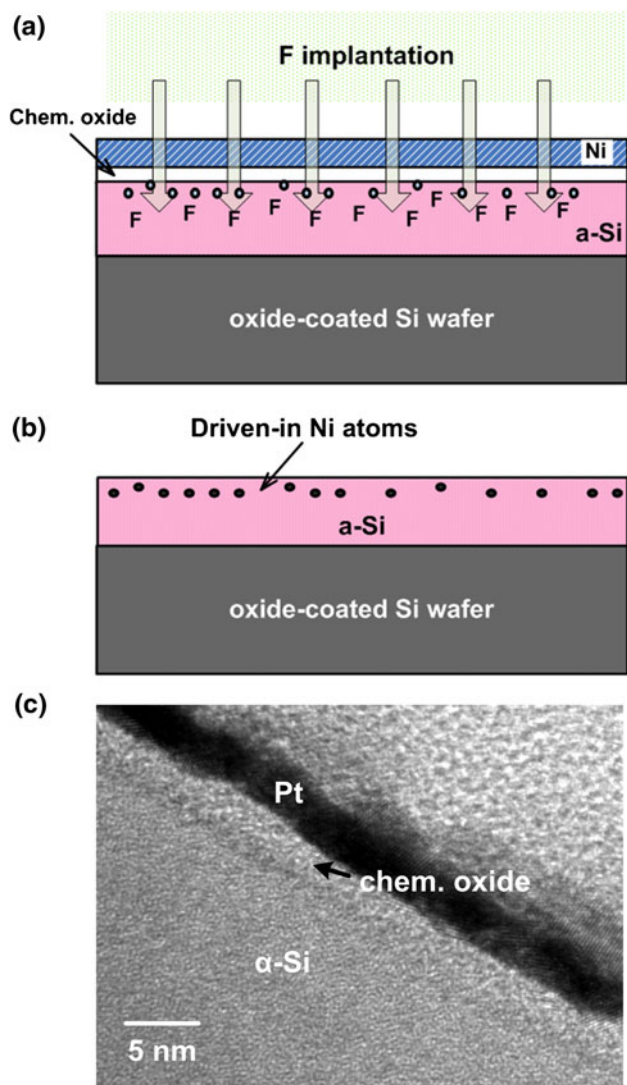 (a)
F implantation
Chem. oxide
Ni
F F F F F F F F F F
a-Si
oxide-coated Si wafer
(b)
Driven-in Ni atoms
a-Si
oxide-coated Si wafer
(c)
Pt
chem. oxide
α-Si
5 nm